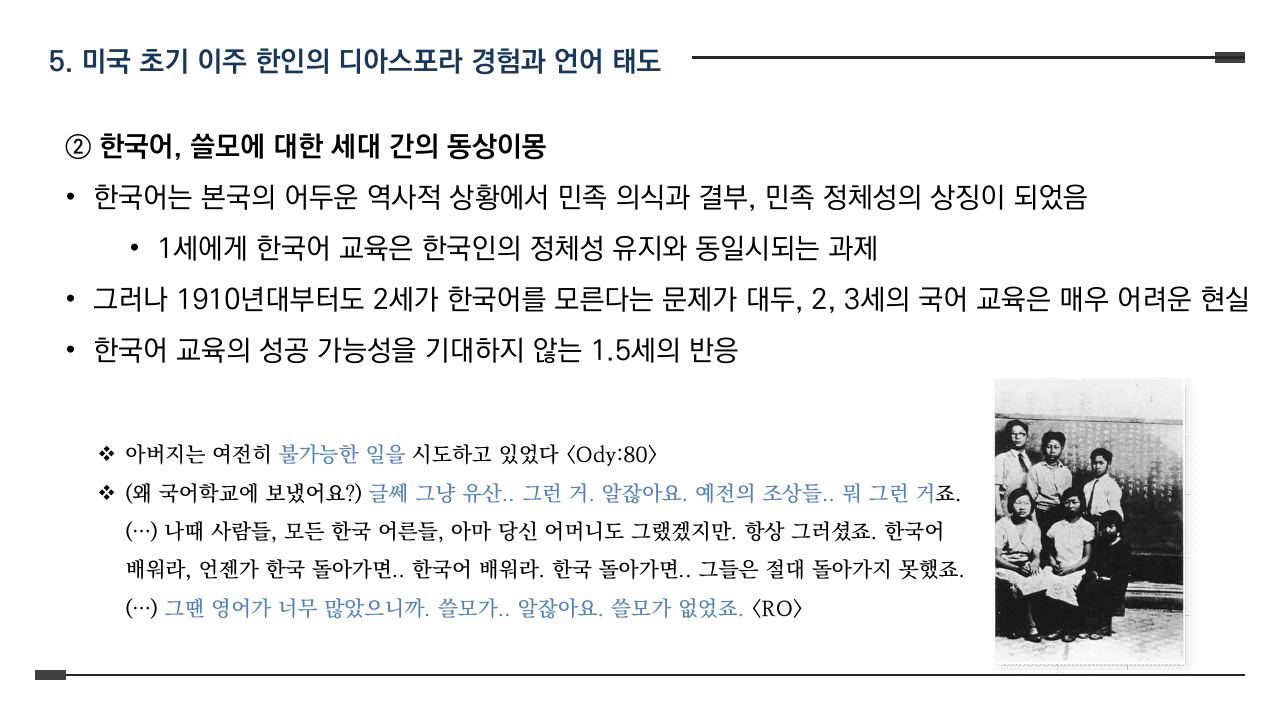 5. 미국 초기 이주 한인의 디아스포라 경험과 언어 태도
② 한국어, 쓸모에 대한 세대 간의 동상이몽
• 한국어는 본국의 어두운 역사적 상황에서 민족 의식과 결부, 민족 정체성의 상징이 되었음
• 1세에게 한국어 교육은 한국인의 정체성 유지와 동일시되는 과제
• 그러나 1910년대부터도 2세가 한국어를 모른다는 문제가 대두, 2, 3세의 국어 교육은 매우 어려운 현실
• 한국어 교육의 성공 가능성을 기대하지 않는 1.5세의 반응
❖ 아버지는 여전히 불가능한 일을 시도하고 있었다 〈Ody:80〉
❖ (왜 국어학교에 보냈어요?) 글쎄 그냥 유산.. 그런 거. 알잖아요. 예전의 조상들.. 뭐 그런 거죠.
(…) 나때 사람들, 모든 한국 어른들, 아마 당신 어머니도 그랬겠지만. 항상 그러셨죠. 한국어
배워라, 언젠가 한국 돌아가면.. 한국어 배워라. 한국 돌아가면.. 그들은 절대 돌아가지 못했죠.
(…) 그땐 영어가 너무 많았으니까. 쓸모가.. 알잖아요. 쓸모가 없었죠. 〈RO〉